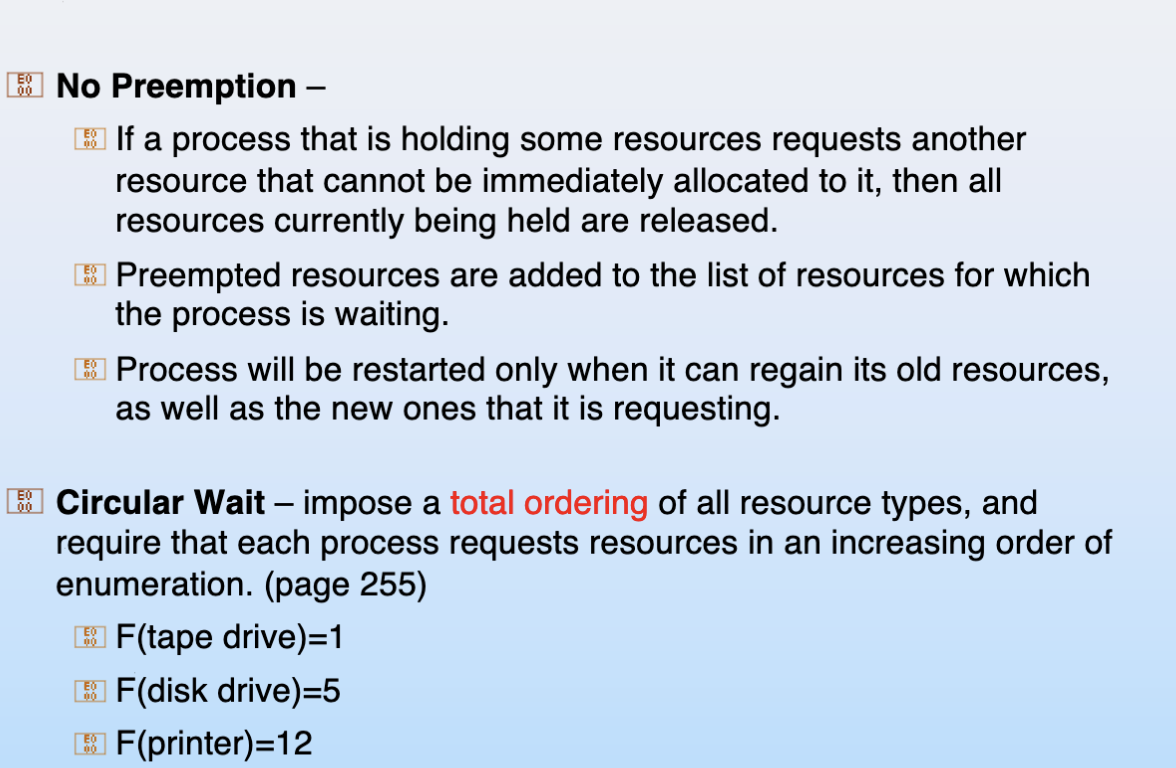 No Preemption –
If a process that is holding some resources requests another
resource that cannot be immediately allocated to it, then all
resources currently being held are released.
Preempted resources are added to the list of resources for which
the process is waiting.
Process will be restarted only when it can regain its old resources,
as well as the new ones that it is requesting.
Circular Wait – impose a total ordering of all resource types, and
require that each process requests resources in an increasing order of
enumeration. (page 255)
F(tape drive)=1
F(disk drive)=5
F(printer)=12